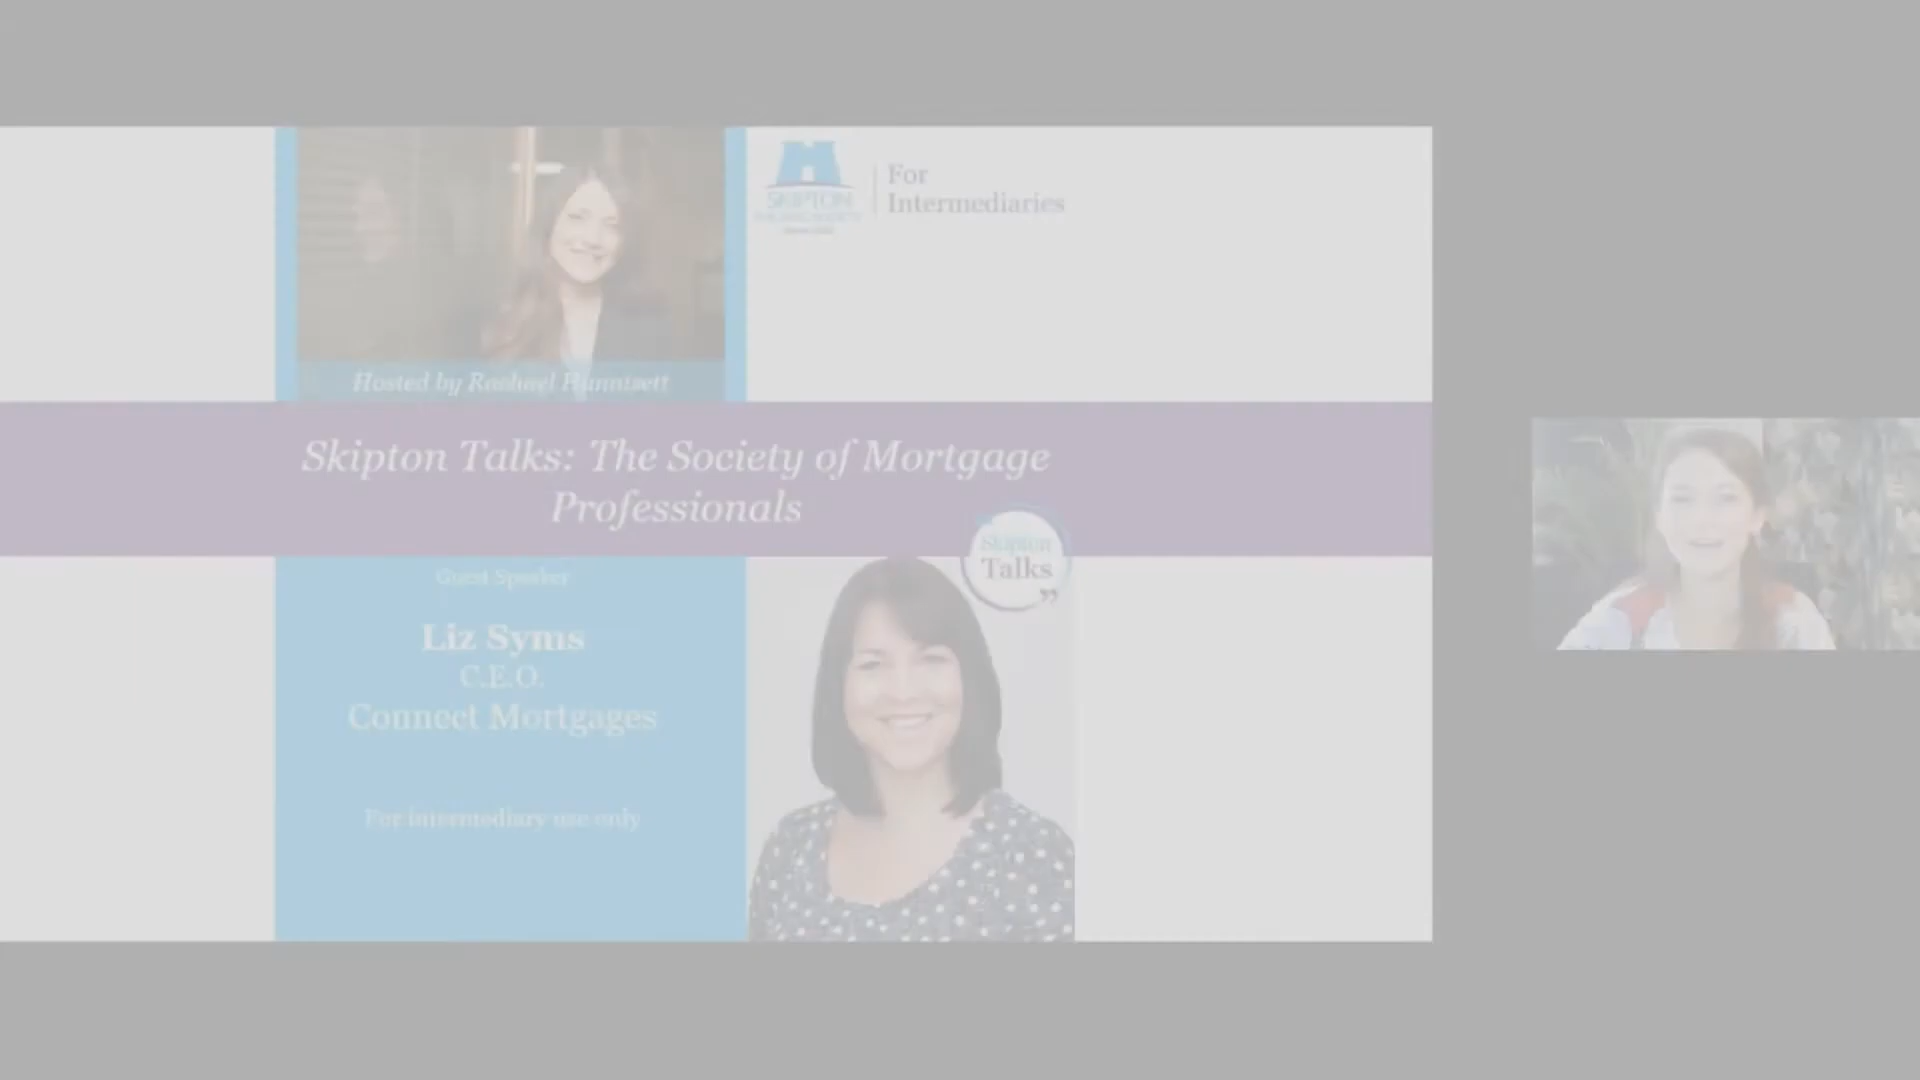 SKIPTON
For
Intermediaries
Hosted by Rachael Hunnisett
Skipton Talks: The Society of Mortgage
Professionals
Skipton
Talks
”
Guest Speaker
Liz Syms
C.E.O.
Connect Mortgages
For intermediary use only